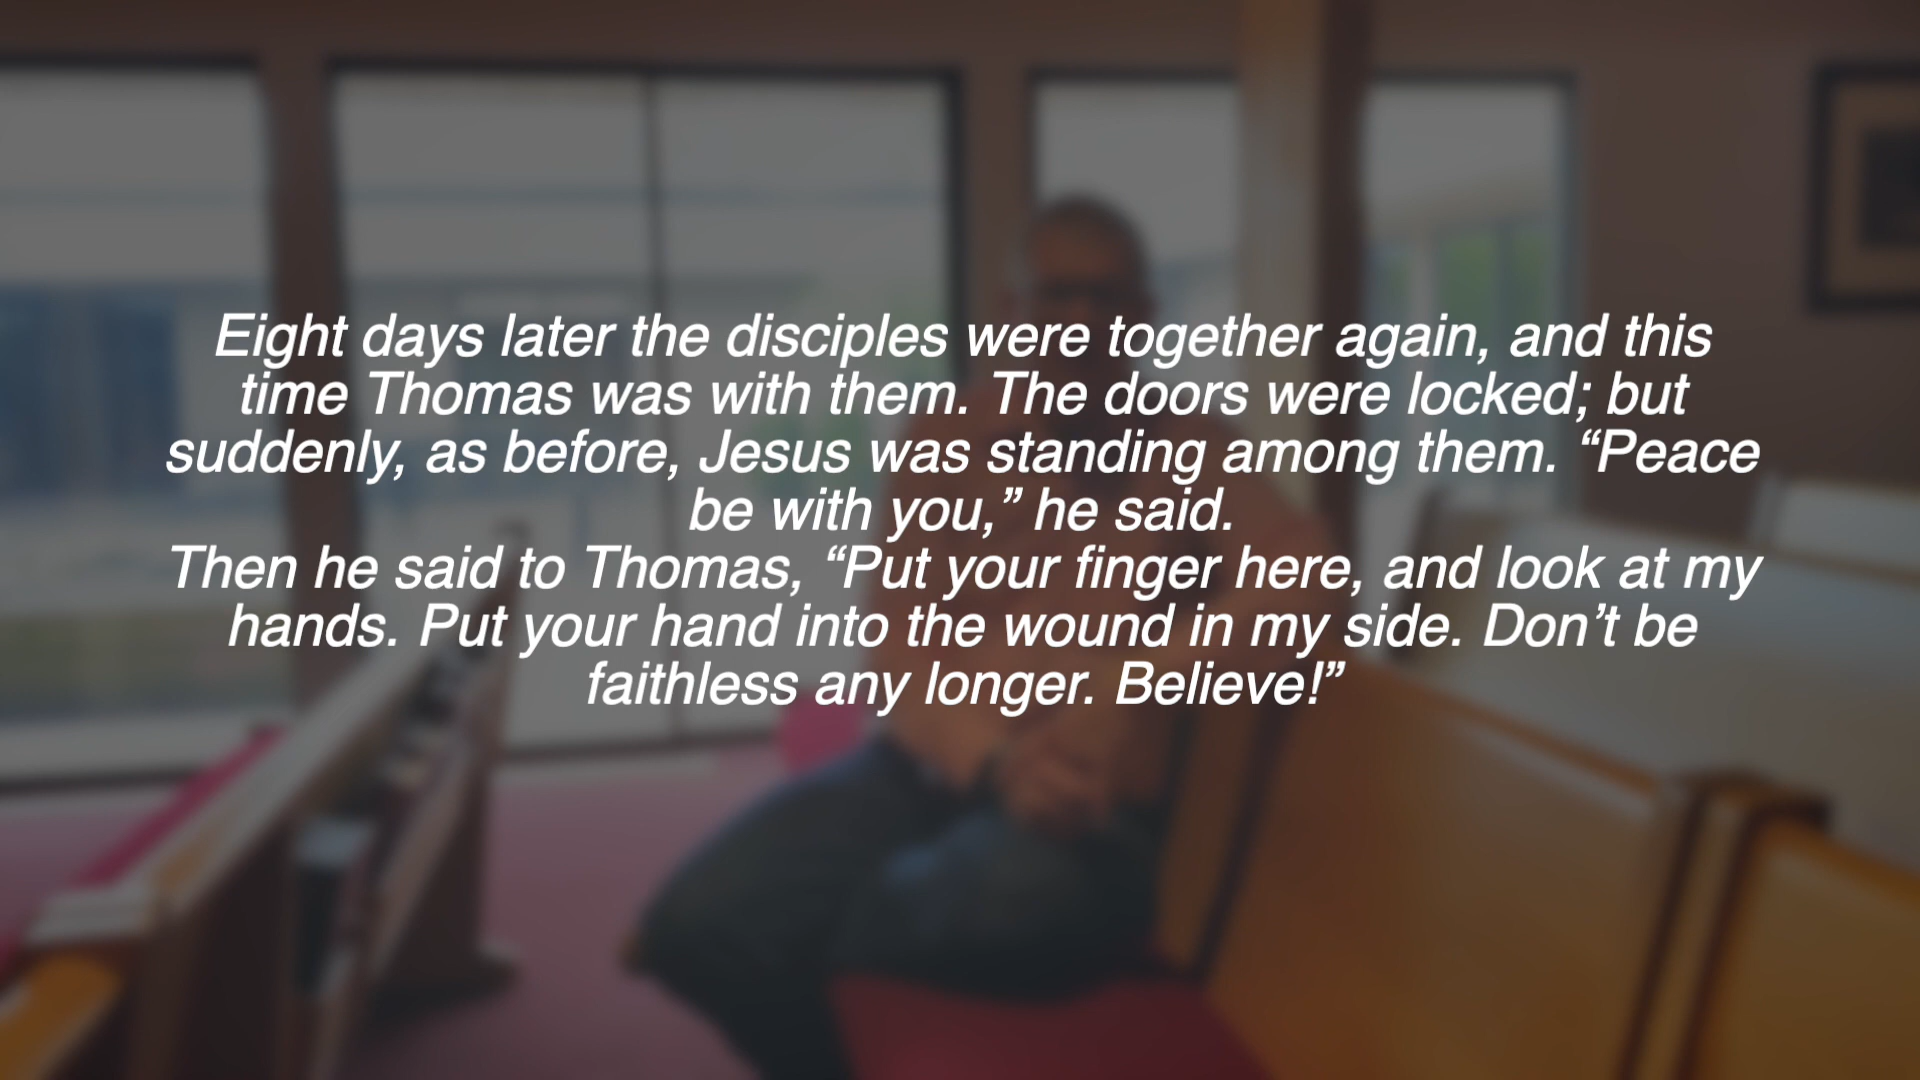 Eight days later the disciples were together again, and this
time Thomas was with them. The doors were locked; but
suddenly, as before, Jesus was standing among them. “Peace
be with you,” he said.
Then he said to Thomas, “Put your finger here, and look at my
hands. Put your hand into the wound in my side. Don’t be
faithless any longer. Believe!”